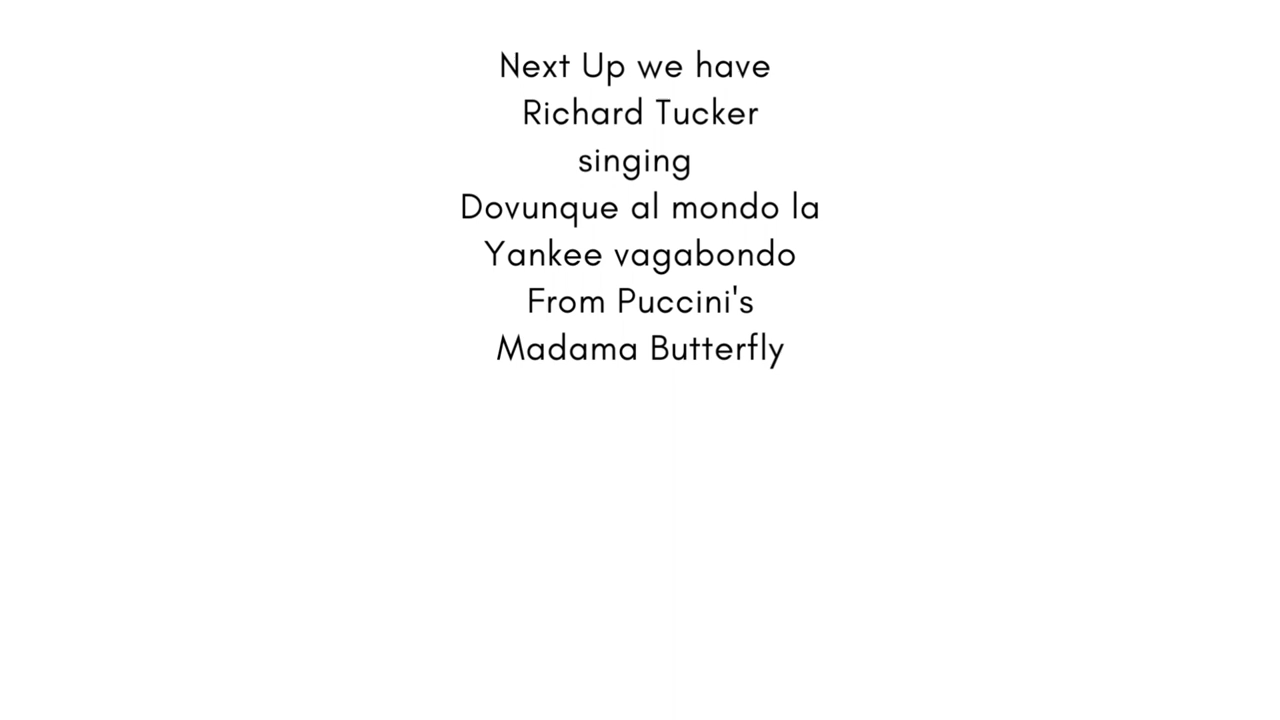 Next Up we have
Richard Tucker
singing
Dovunque al mondo la
Yankee vagabondo
From Puccini's
Madama Butterfly